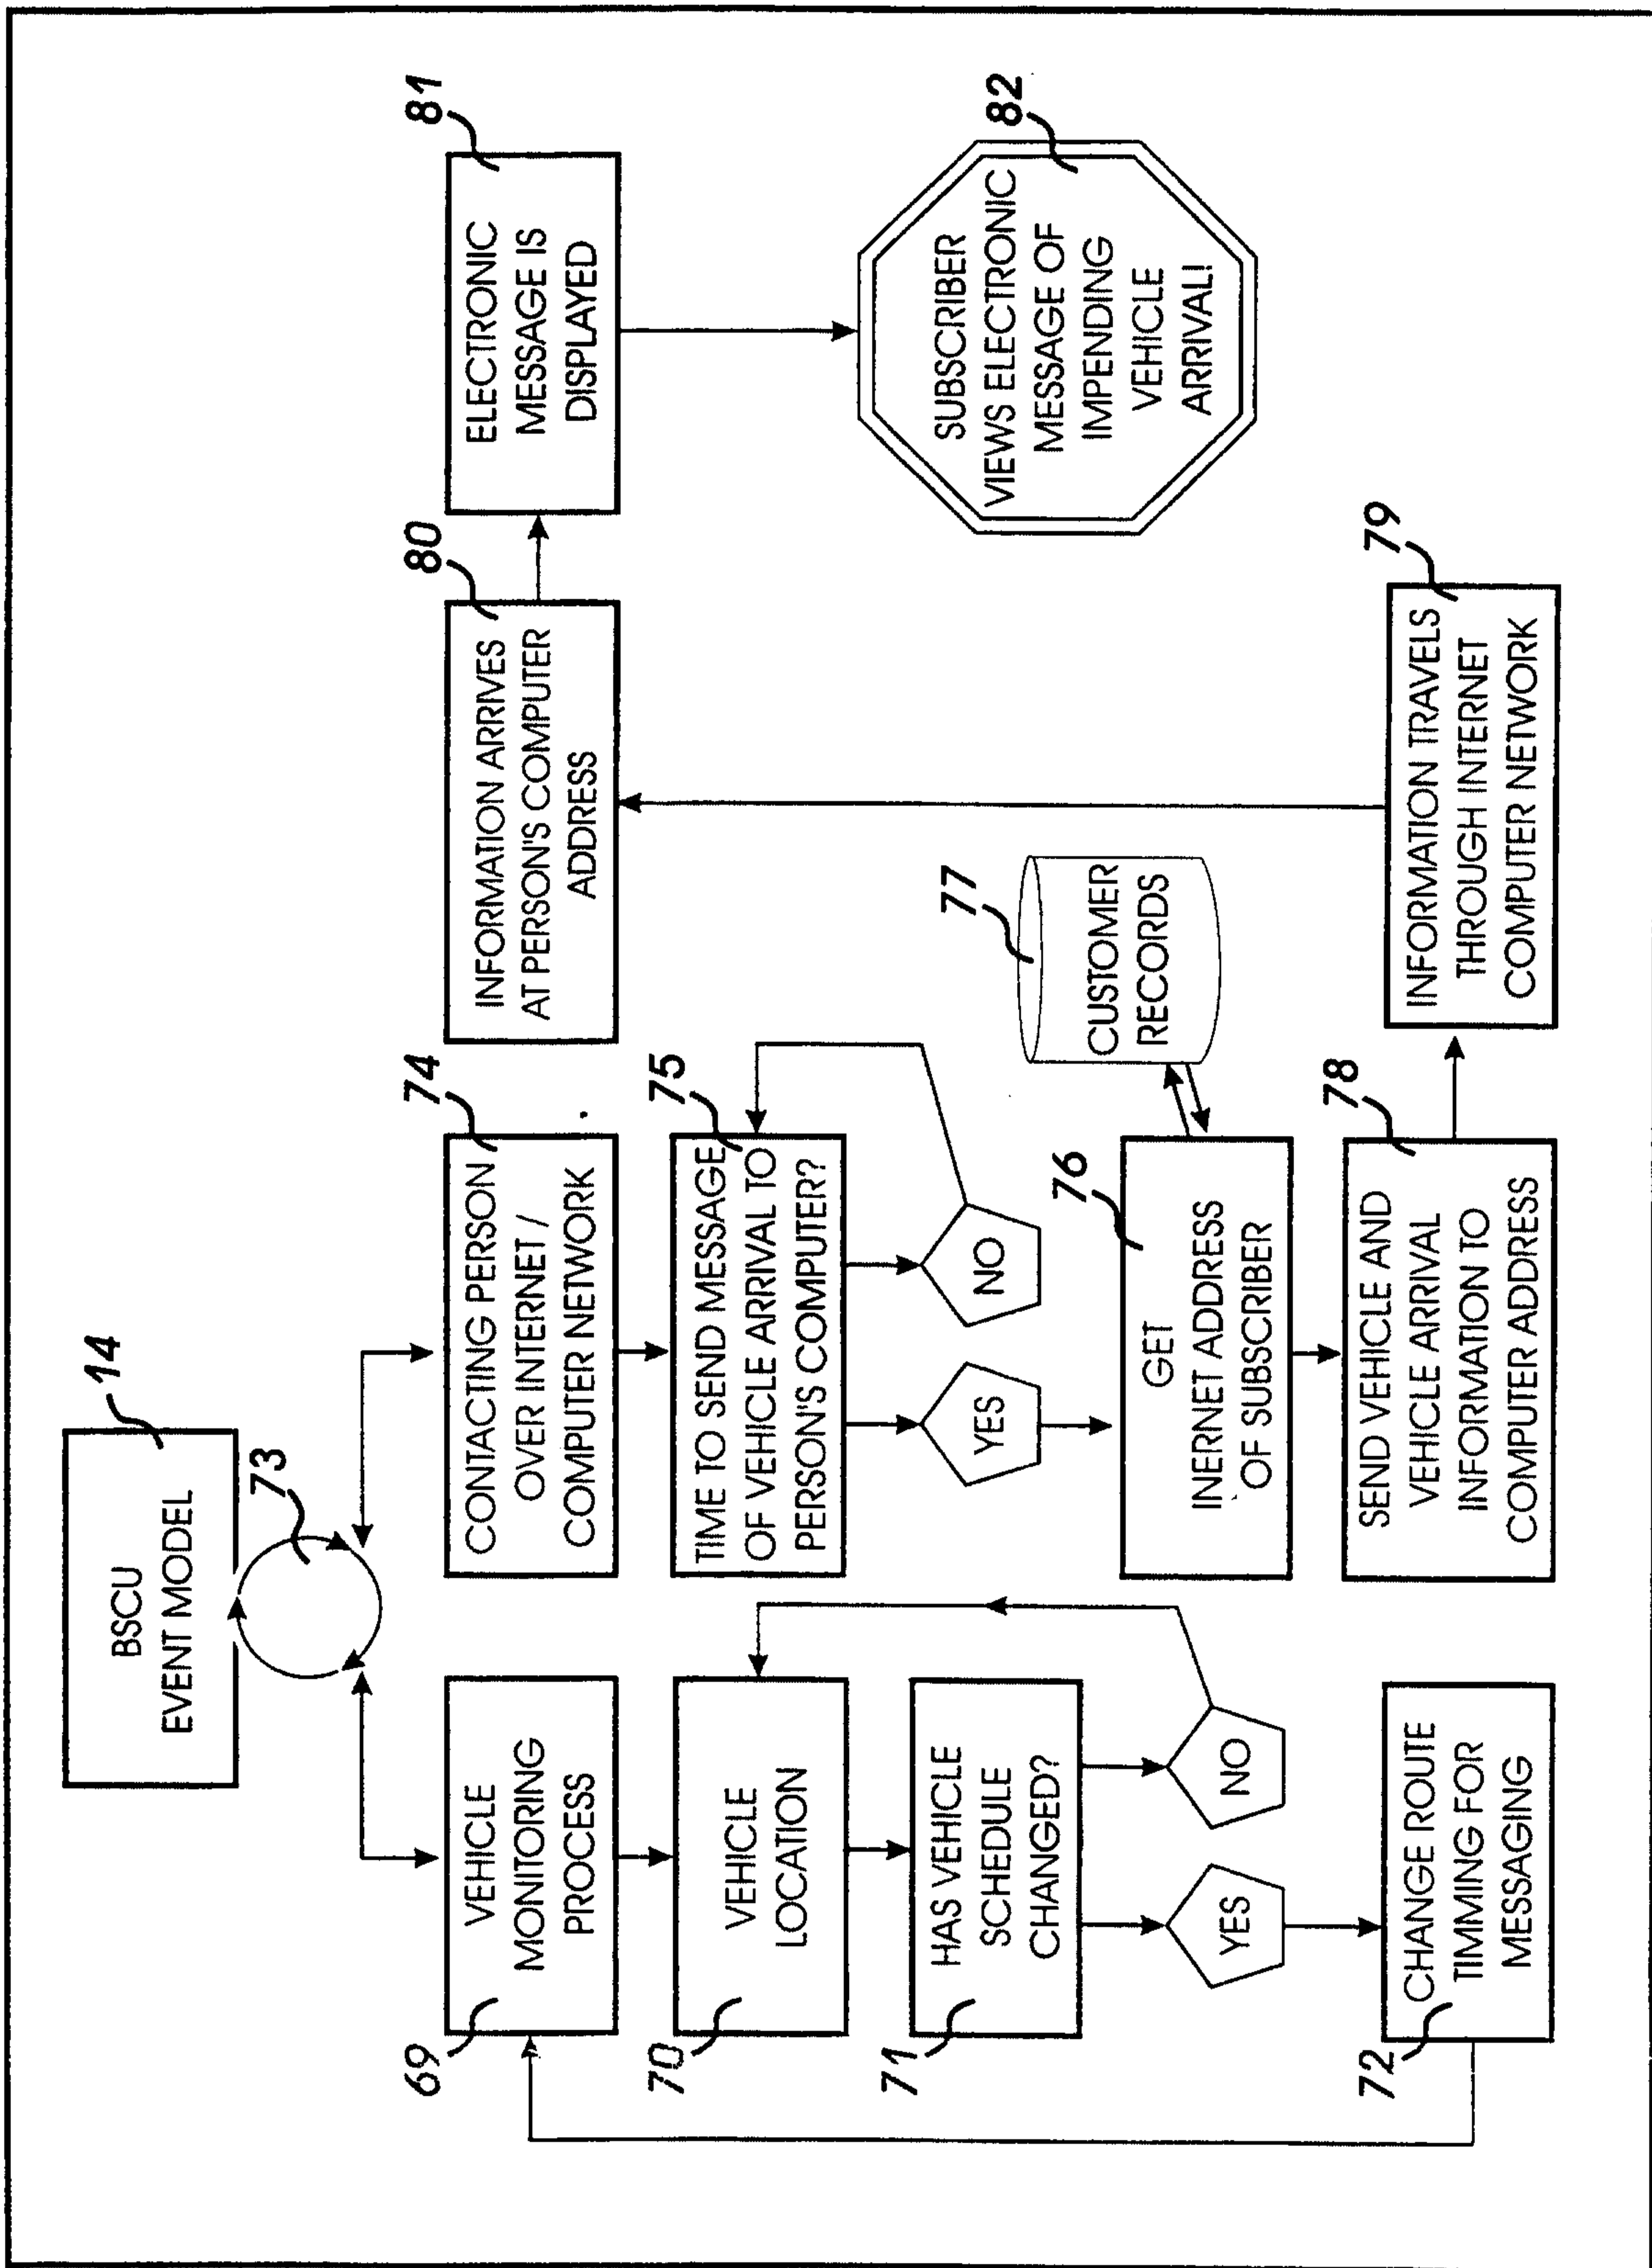 14
BSCU
EVENT MODEL
73
69
VEHICLE
MONITORING
PROCESS
70
VEHICLE
LOCATION
71
HAS VEHICLE
SCHEDULE
CHANGED?
YES
NO
72
CHANGE ROUTE
TIMMING FOR
MESSAGING
74
CONTACTING PERSON
OVER INTERNET /
COMPUTER NETWORK
75
TIME TO SEND MESSAGE
OF VEHICLE ARRIVAL TO
PERSON'S COMPUTER?
YES
NO
76
GET
INERNET ADDRESS
OF SUBSCRIBER
77
CUSTOMER
RECORDS
78
SEND VEHICLE AND
VEHICLE ARRIVAL
INFORMATION TO
COMPUTER ADDRESS
79
INFORMATION TRAVELS
THROUGH INTERNET
COMPUTER NETWORK
80
INFORMATION ARRIVES
AT PERSON'S COMPUTER
ADDRESS
81
ELECTRONIC
MESSAGE IS
DISPLAYED
82
SUBSCRIBER
VIEWS ELECTRONIC
MESSAGE OF
IMPENDING
VEHICLE
ARRIVAL!